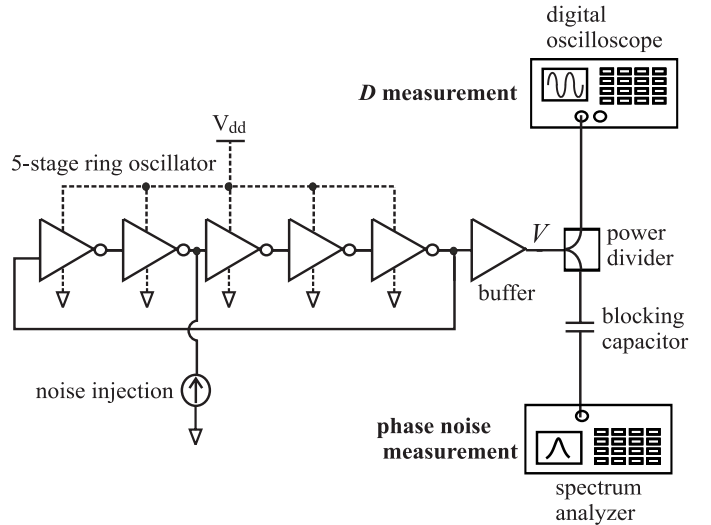 digital
oscilloscope
D measurement
Vdd
5-stage ring oscillator
V
power
divider
buffer
blocking
capacitor
noise injection
phase noise
measurement
spectrum
analyzer